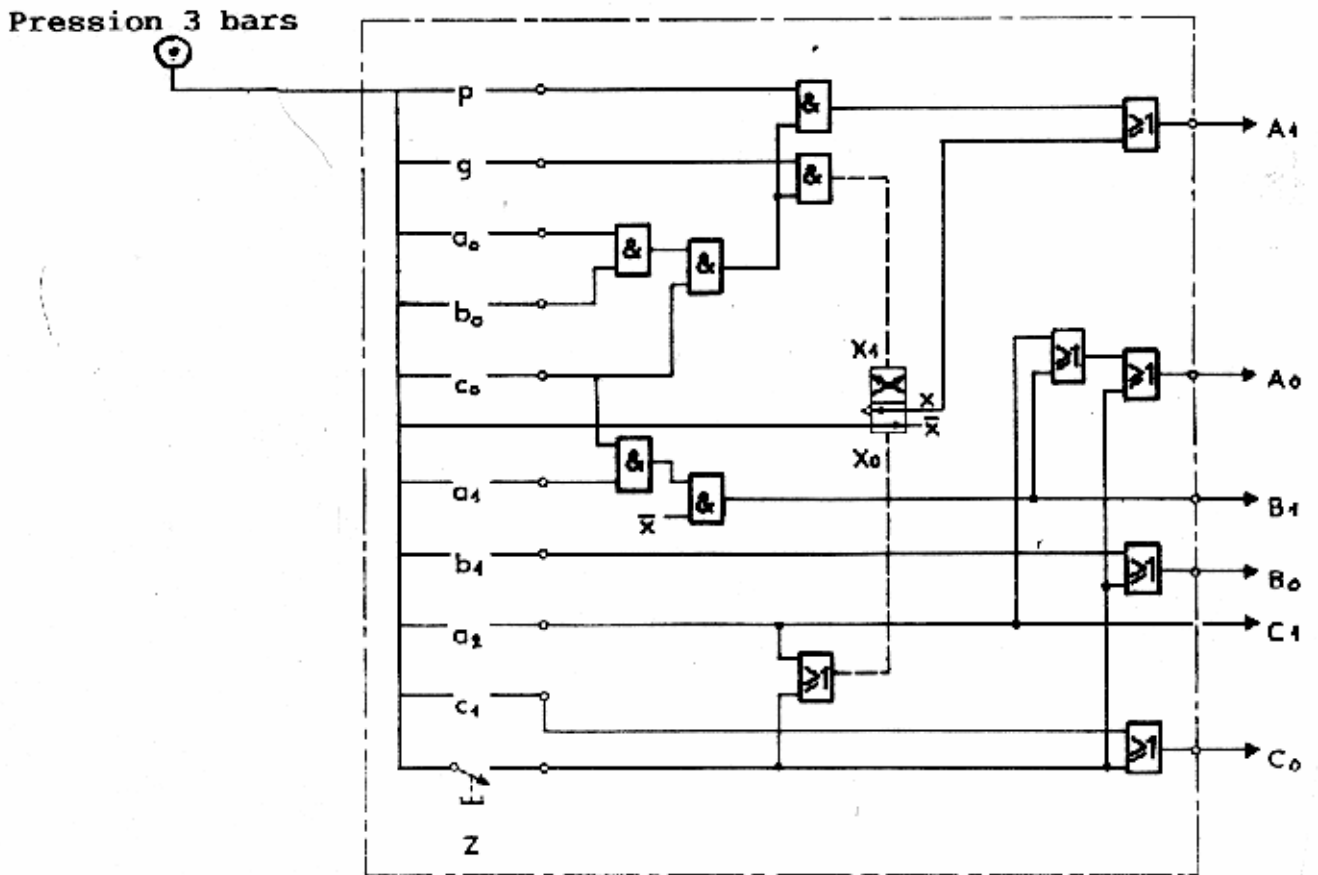 Pression 3 bars
p
&
≥1
A1
g
&
a0
&
&
b0
X1
≥1
≥1
A0
c0
x
x̅
X0
&
a1
&
x̅
B1
b1
≥1
B0
a2
C1
≥1
c1
≥1
C0
Z